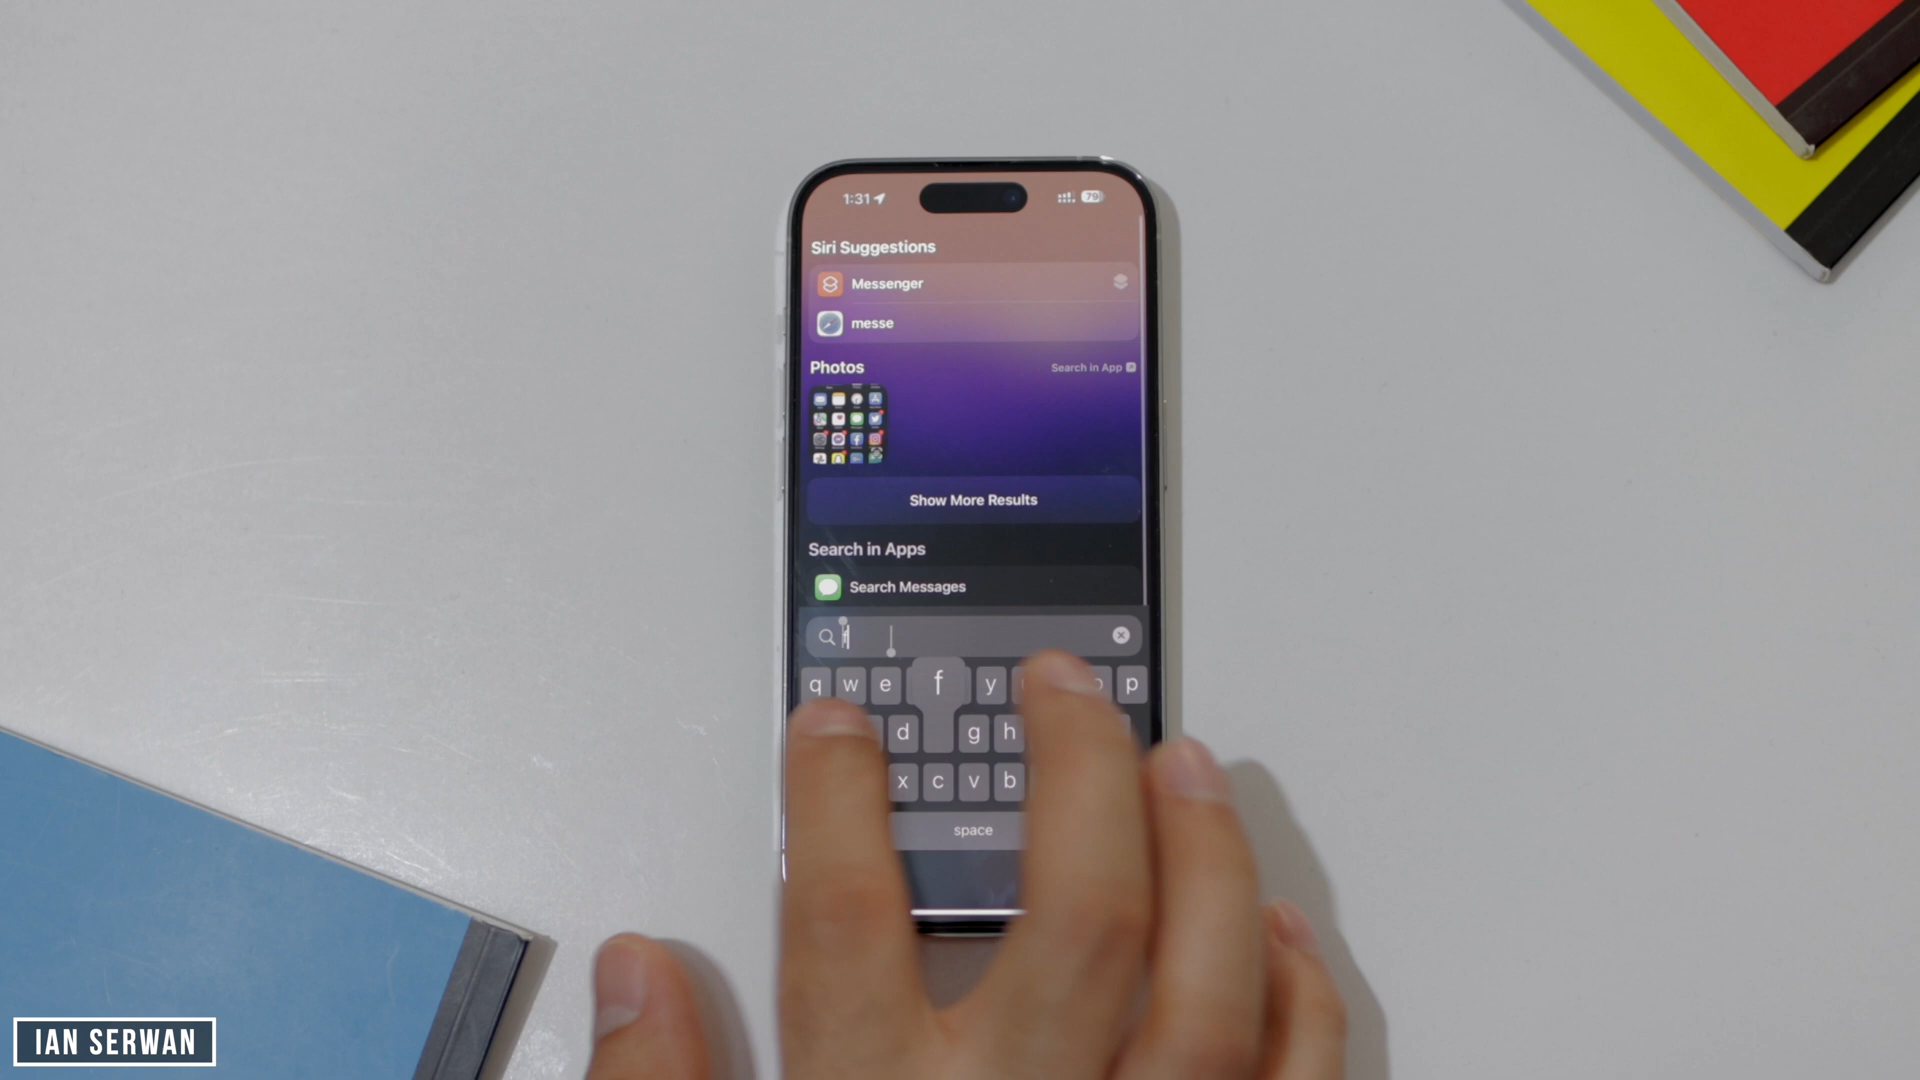 1:31
79
Siri Suggestions
Messenger
messe
Photos
Search in App
Show More Results
Search in Apps
Search Messages
f
q w e f y p
d g h
x c v b
space
IAN SERWAN